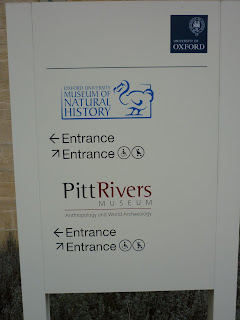 UNIVERSITY OF
OXFORD
OXFORD UNIVERSITY
MUSEUM OF
NATURAL
HISTORY
← Entrance
↗ Entrance
PittRivers
MUSEUM
Anthropology and World Archaeology
← Entrance
↗ Entrance